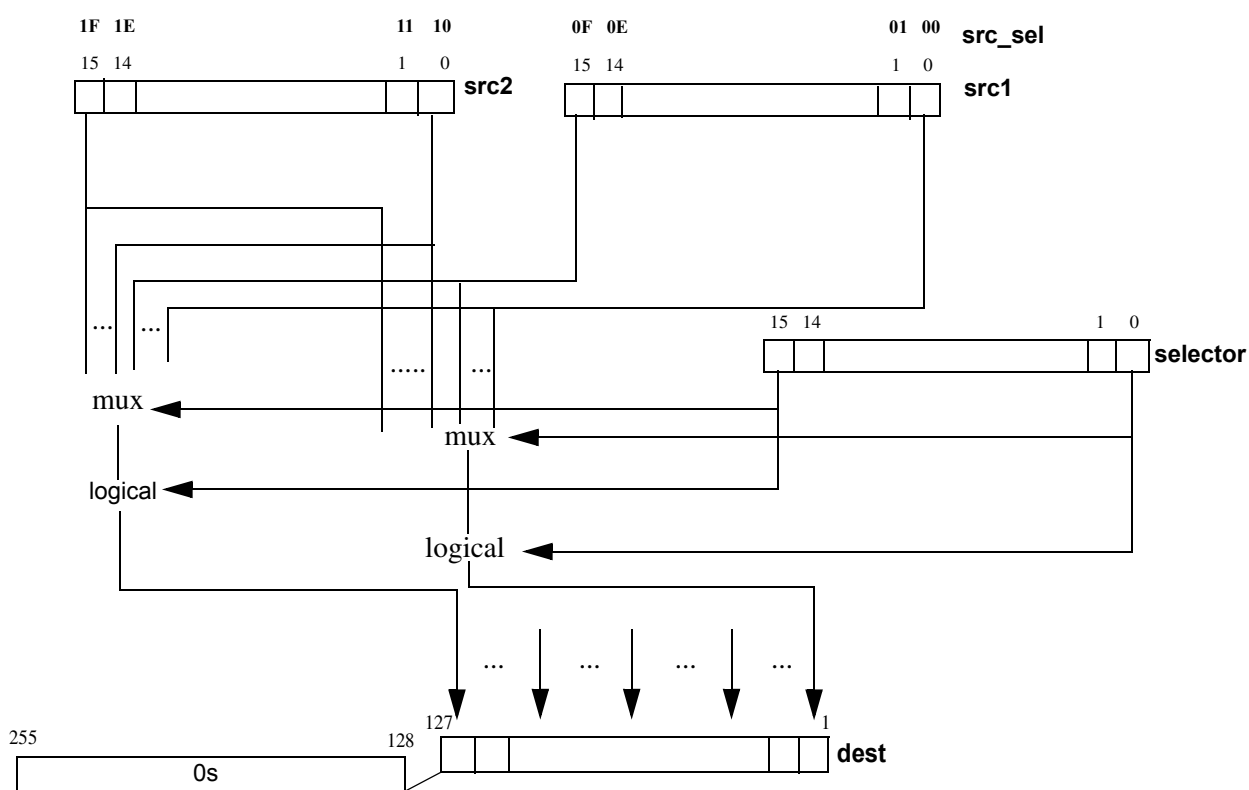 1F 1E 11 10 0F 0E 01 00 src_sel
15 14 1 0 src2 15 14 1 0 src1
... ...
15 14 1 0 selector
..... ...
mux
mux
logical
logical
... ... ... ...
127 1
255 128 dest
0s